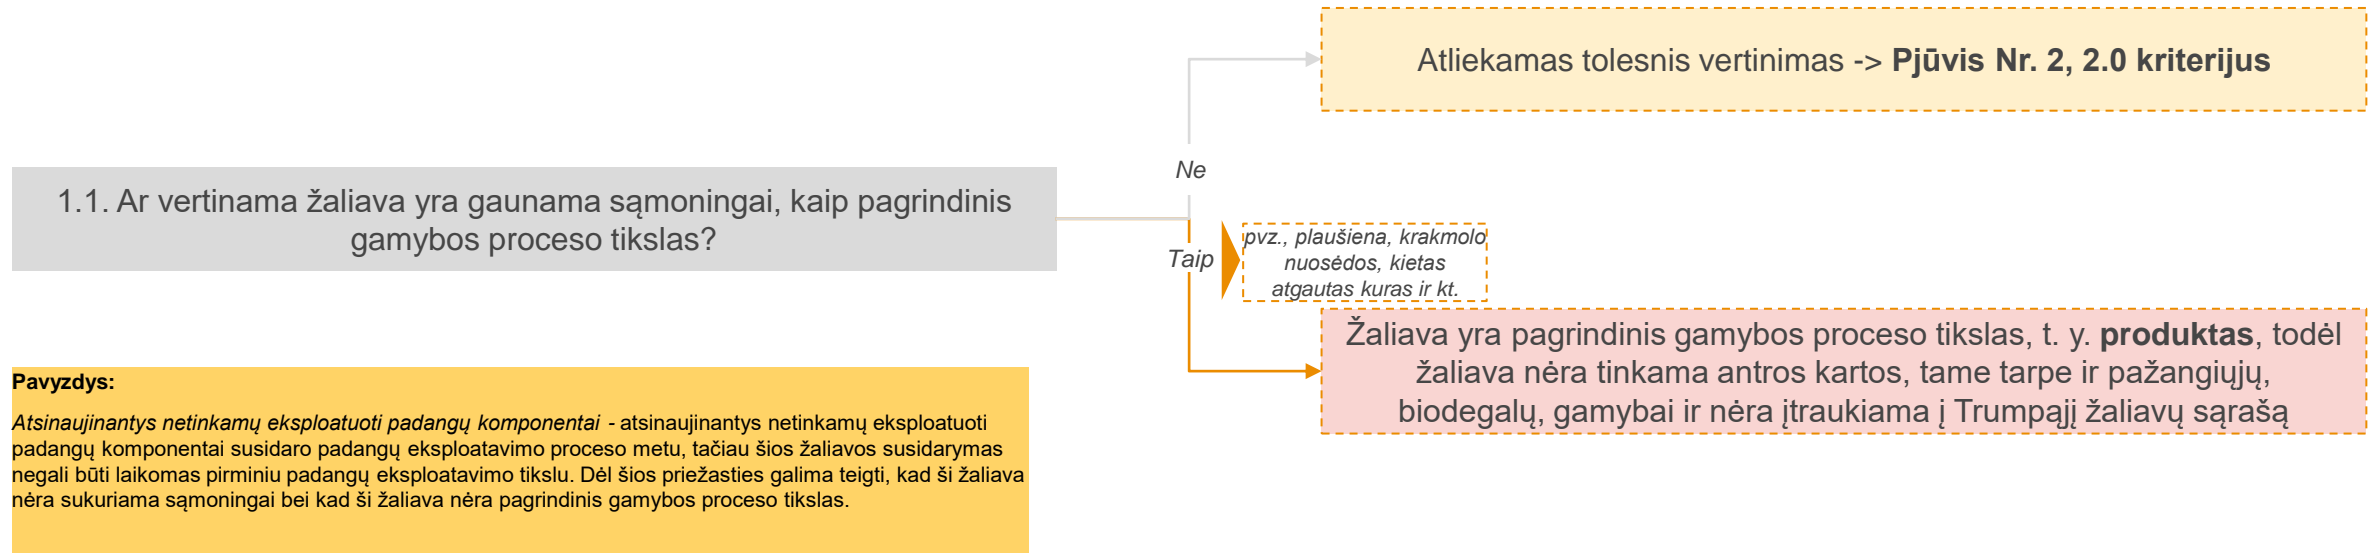 Atliekamas tolesnis vertinimas -> Pjūvis Nr. 2, 2.0 kriterijus
Ne
1.1. Ar vertinama žaliava yra gaunama sąmoningai, kaip pagrindinis
gamybos proceso tikslas?
Taip
pvz., plaušiena, krakmolo
nuosėdos, kietas
atgautas kuras ir kt.
Žaliava yra pagrindinis gamybos proceso tikslas, t. y. produktas, todėl
žaliava nėra tinkama antros kartos, tame tarpe ir pažangiųjų,
biodegalų, gamybai ir nėra įtraukiama į Trumpąjį žaliavų sąrašą
Pavyzdys:
Atsinaujinantys netinkamų eksploatuoti padangų komponentai - atsinaujinantys netinkamų eksploatuoti
padangų komponentai susidaro padangų eksploatavimo proceso metu, tačiau šios žaliavos susidarymas
negali būti laikomas pirminiu padangų eksploatavimo tikslu. Dėl šios priežasties galima teigti, kad ši žaliava
nėra sukuriama sąmoningai bei kad ši žaliava nėra pagrindinis gamybos proceso tikslas.